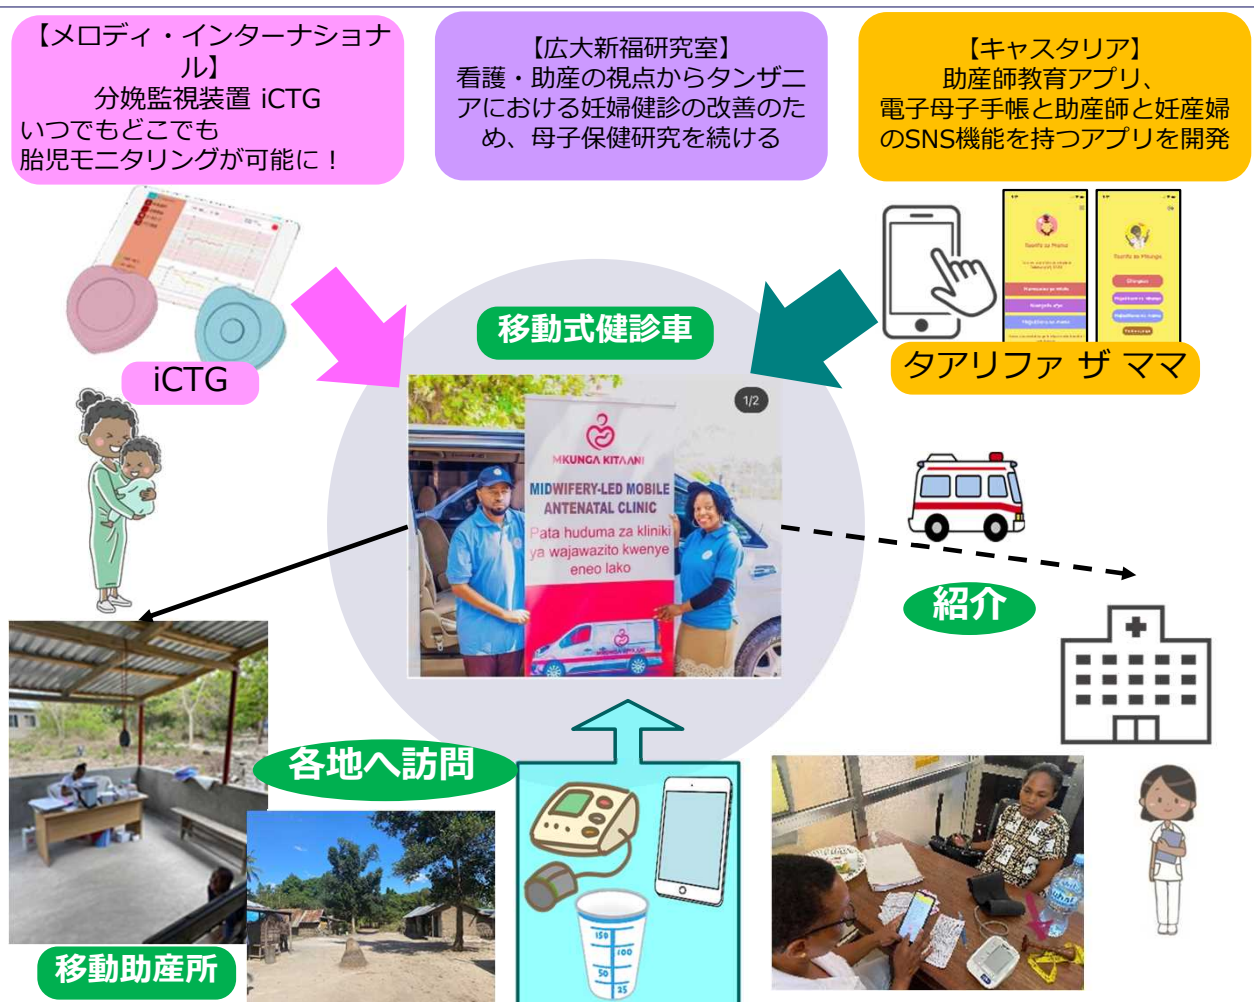 【メロディ・インターナショナ
ル】
分娩監視装置 iCTG
いつでもどこでも
胎児モニタリングが可能に！
【広大新福研究室】
看護・助産の視点からタンザニ
アにおける妊婦健診の改善のた
め、母子保健研究を続ける
【キャスタリア】
助産師教育アプリ、
電子母子手帳と助産師と妊産婦
のSNS機能を持つアプリを開発
iCTG
移動式健診車
タアリファ ザ ママ
1/2
MKUNGA KITAANI
MIDWIFERY-LED MOBILE
ANTENATAL CLINIC
Pata huduma za kliniki
ya wajawazito kwenye
eneo lako
紹介
各地へ訪問
移動助産所
150
100
50
25